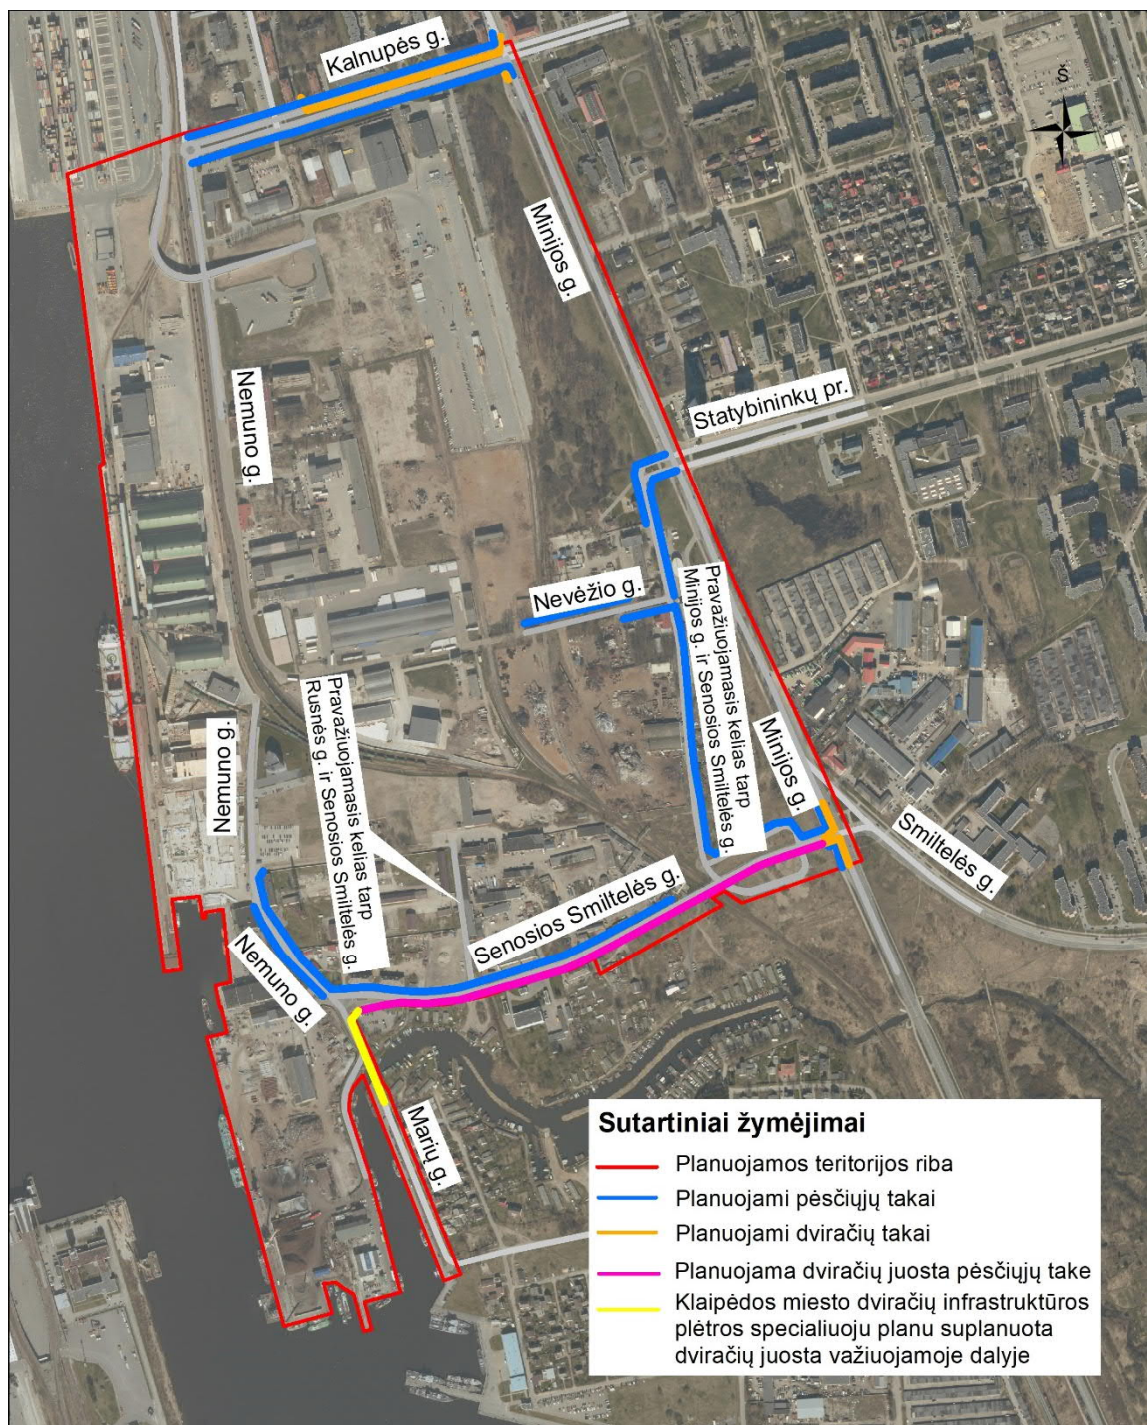 Kalnupės g.
Š
Minijos g.
Nemuno g.
Statybininkų pr.
Nevėžio g.
Pravažiuojamasis kelias tarp
Minijos g. ir Senosios Smiltelės g.
Pravažiuojamasis kelias tarp
Rusnės g. ir Senosios Smiltelės g.
Nemuno
g.
Minijos g.
Smiltelės g.
Senosios Smiltelės g.
Nemuno g.
Marių g.
Sutartiniai žymėjimai
Planuojamos teritorijos riba
Planuojami pėsčiųjų takai
Planuojami dviračių takai
Planuojama dviračių juosta pėsčiųjų take
Klaipėdos miesto dviračių infrastruktūros
plėtros specialiuoju planu suplanuota
dviračių juosta važiuojamoje dalyje